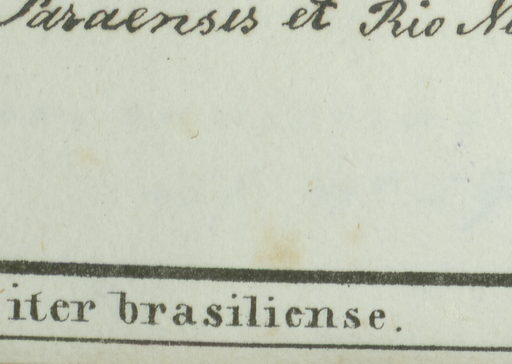 Paraensis et Rio
iter brasiliense.